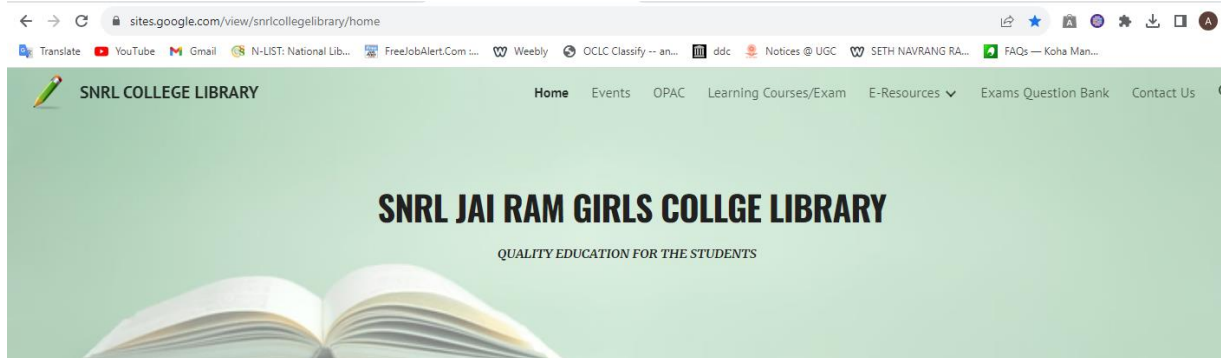 sites.google.com/view/snrlcollegelibrary/home
Translate YouTube Gmail N-LIST: National Lib... FreeJobAlert.Com :... Weebly OCLC Classify -- an... ddc Notices @ UGC SETH NAVRANG RA... FAQs — Koha Man...
SNRL COLLEGE LIBRARY Home Events OPAC Learning Courses/Exam E-Resources Exams Question Bank Contact Us
SNRL JAI RAM GIRLS COLLGE LIBRARY
QUALITY EDUCATION FOR THE STUDENTS